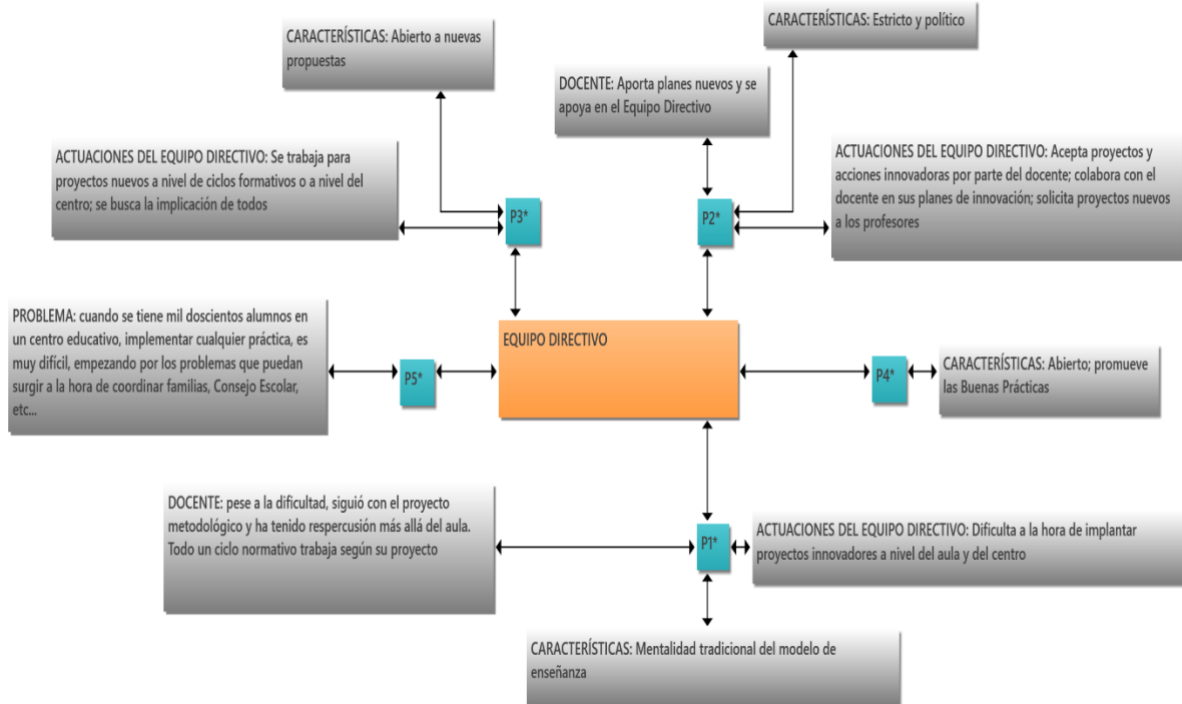 CARACTERÍSTICAS: Estricto y político
CARACTERÍSTICAS: Abierto a nuevas
propuestas
DOCENTE: Aporta planes nuevos y se
apoya en el Equipo Directivo
ACTUACIONES DEL EQUIPO DIRECTIVO: Se trabaja para
proyectos nuevos a nivel de ciclos formativos o a nivel del
centro; se busca la implicación de todos
ACTUACIONES DEL EQUIPO DIRECTIVO: Acepta proyectos y
acciones innovadoras por parte del docente; colabora con el
docente en sus planes de innovación; solicita proyectos nuevos
a los profesores
P3*
P2*
PROBLEMA: cuando se tiene mil doscientos alumnos en
un centro educativo, implementar cualquier práctica, es
muy difícil, empezando por los problemas que puedan
surgir a la hora de coordinar familias, Consejo Escolar,
etc...
EQUIPO DIRECTIVO
P5*
P4*
CARACTERÍSTICAS: Abierto; promueve
las Buenas Prácticas
DOCENTE: pese a la dificultad, siguió con el proyecto
metodológico y ha tenido respercusión más allá del aula.
Todo un ciclo normativo trabaja según su proyecto
P1*
ACTUACIONES DEL EQUIPO DIRECTIVO: Dificulta a la hora de implantar
proyectos innovadores a nivel del aula y del centro
CARACTERÍSTICAS: Mentalidad tradicional del modelo de
enseñanza